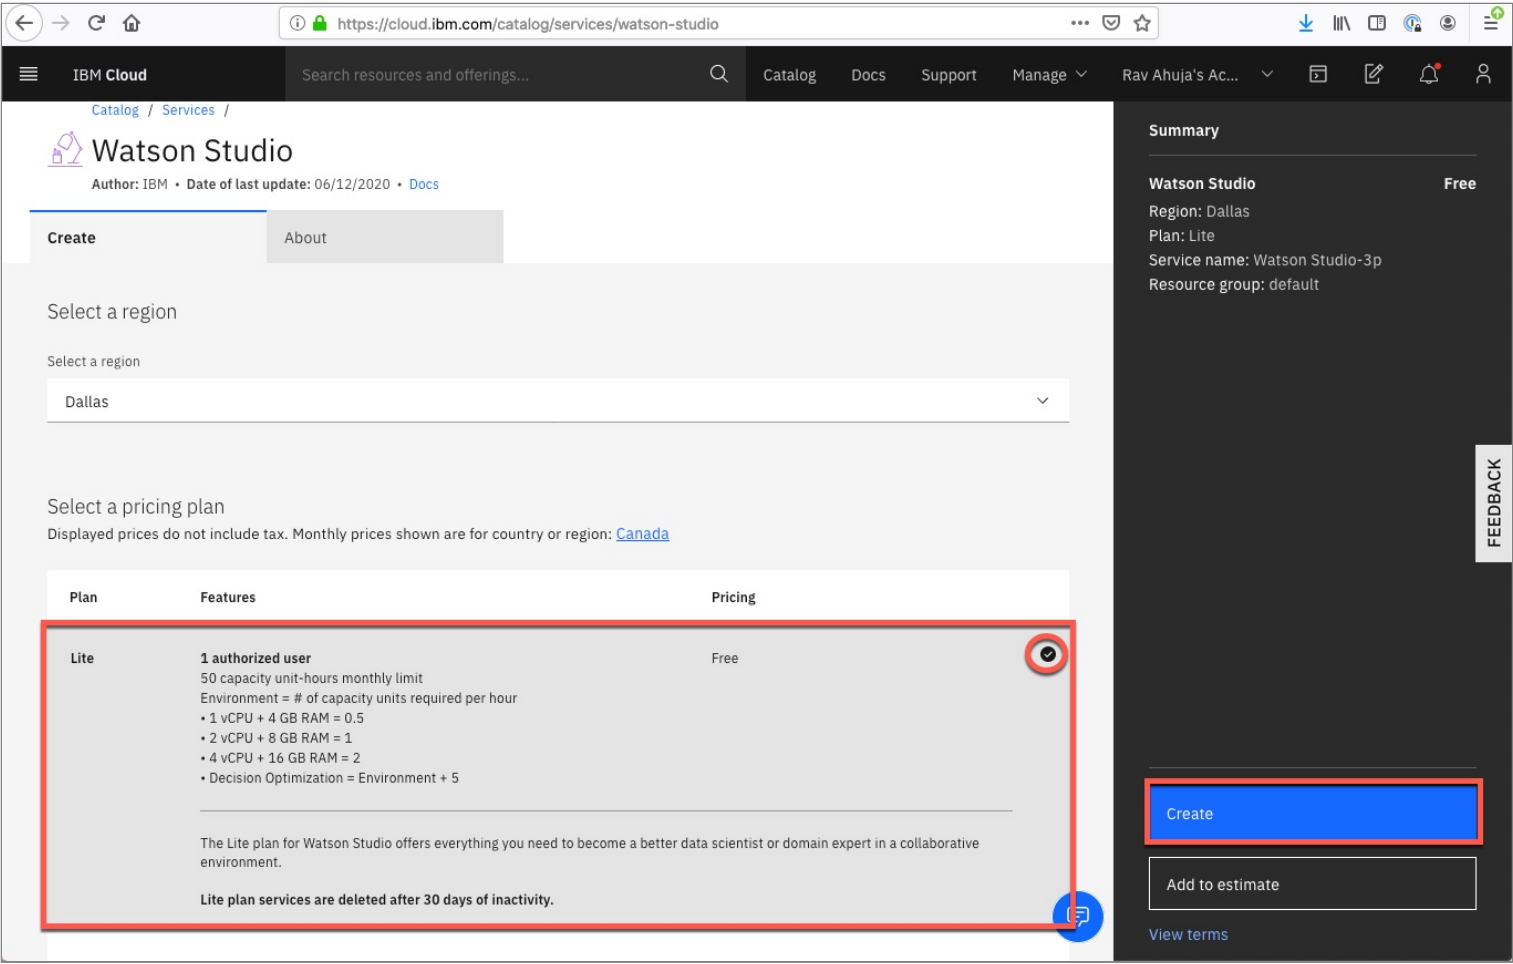 https://cloud.ibm.com/catalog/services/watson-studio
IBM Cloud
Search resources and offerings...
Catalog
Docs
Support
Manage
Rav Ahuja's Ac...
Catalog / Services /
Watson Studio
Author: IBM • Date of last update: 06/12/2020 • Docs
Create
About
Select a region
Select a region
Dallas
Select a pricing plan
Displayed prices do not include tax. Monthly prices shown are for country or region: Canada
Plan Features Pricing
Lite 1 authorized user Free
50 capacity unit-hours monthly limit
Environment = # of capacity units required per hour
• 1 vCPU + 4 GB RAM = 0.5
• 2 vCPU + 8 GB RAM = 1
• 4 vCPU + 16 GB RAM = 2
• Decision Optimization = Environment + 5
The Lite plan for Watson Studio offers everything you need to become a better data scientist or domain expert in a collaborative
environment.
Lite plan services are deleted after 30 days of inactivity.
Summary
Watson Studio Free
Region: Dallas
Plan: Lite
Service name: Watson Studio-3p
Resource group: default
FEEDBACK
Create
Add to estimate
View terms